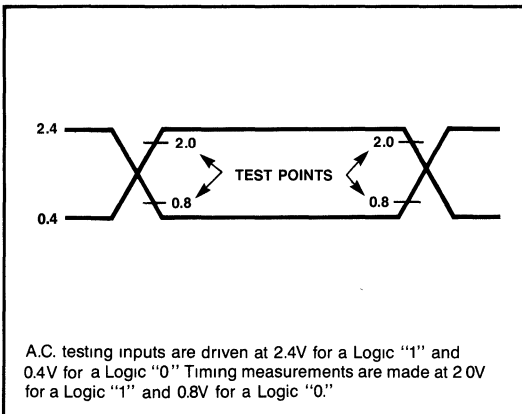 2.4
2.0
2.0
TEST POINTS
0.8
0.8
0.4
A.C. testing inputs are driven at 2.4V for a Logic “1” and
0.4V for a Logic “0” Timing measurements are made at 2 0V
for a Logic “1” and 0.8V for a Logic “0.”